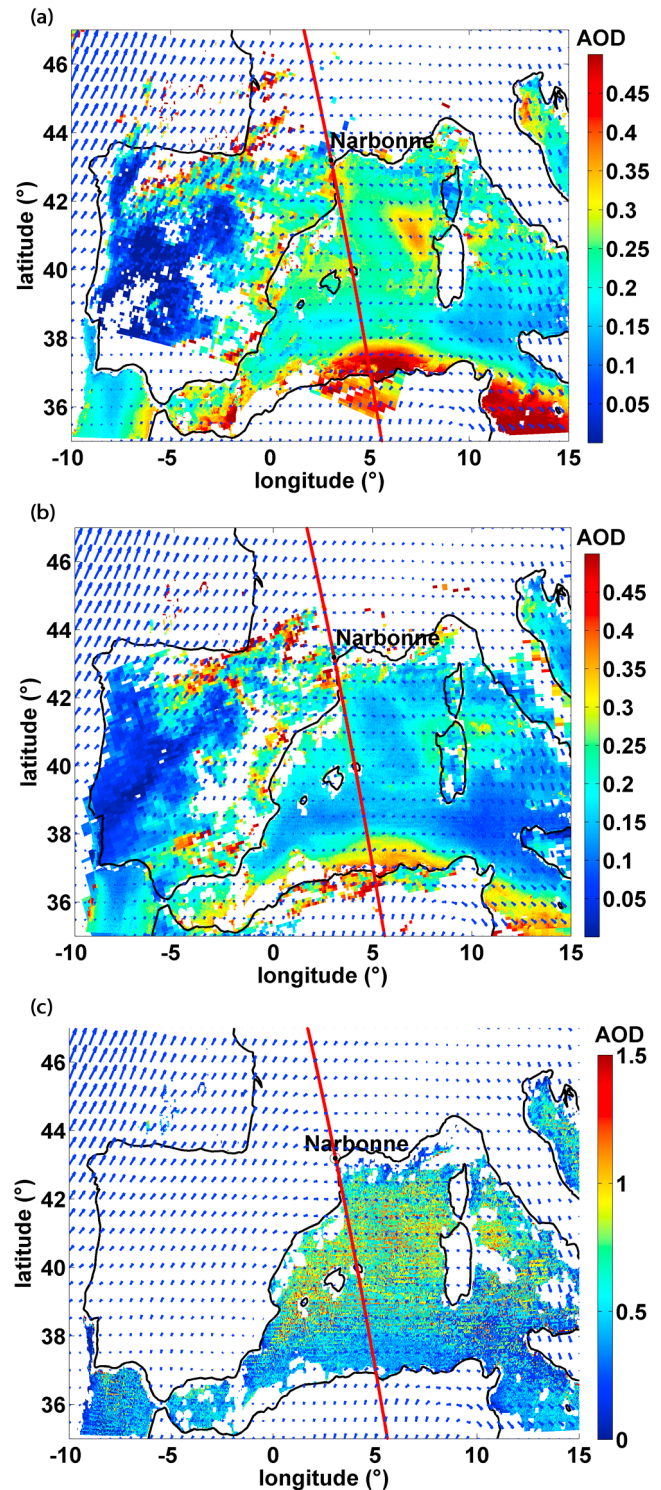 (a)
AOD
46
44
42
40
38
36
latitude (°)
Narbonne
0.45
0.4
0.35
0.3
0.25
0.2
0.15
0.1
0.05
-10 -5 0 5 10 15
longitude (°)
(b)
AOD
46
44
42
40
38
36
latitude (°)
Narbonne
0.45
0.4
0.35
0.3
0.25
0.2
0.15
0.1
0.05
-10 -5 0 5 10 15
longitude (°)
(c)
AOD
46
44
42
40
38
36
latitude (°)
Narbonne
1.5
1
0.5
0
-10 -5 0 5 10 15
longitude (°)